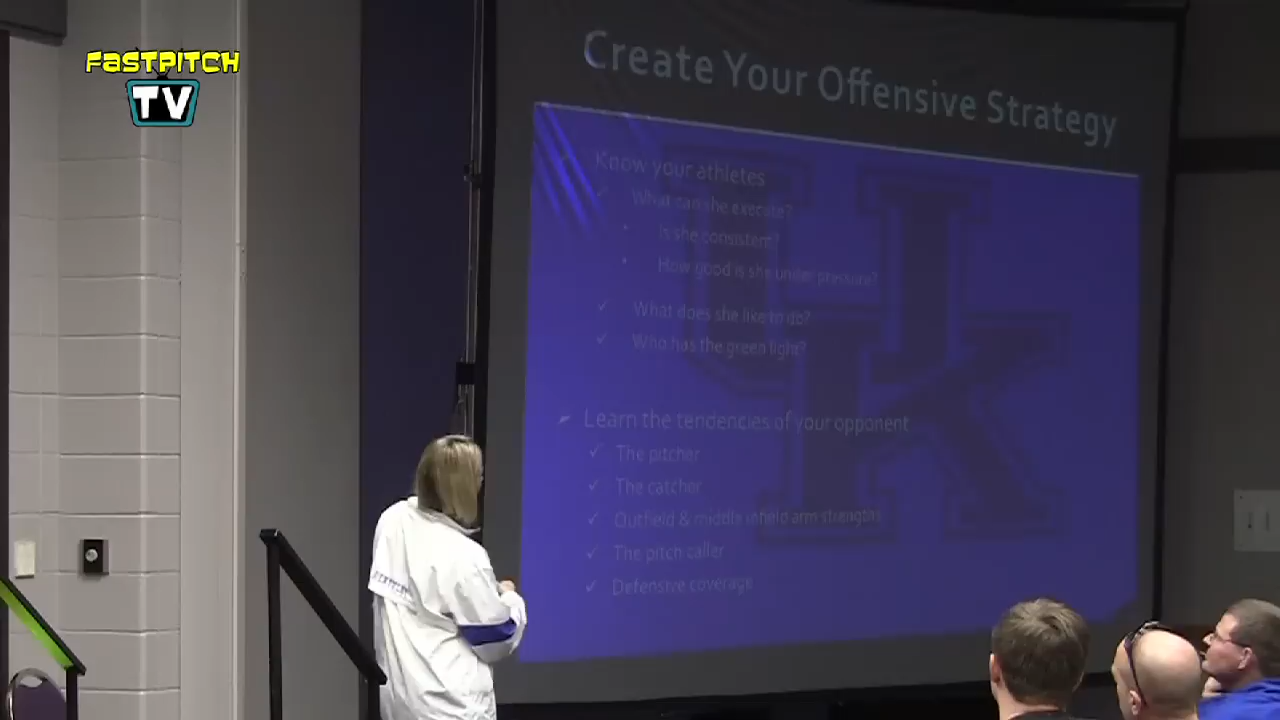 FASTPITCH
TV
Create Your Offensive Strategy
Know your athletes
What can she execute?
Is she consistent?
How good is she under pressure?
What does she like to do?
Who has the green light?
Learn the tendencies of your opponent
The pitcher
The catcher
Outfield & middle infield arm strengths
The pitch caller
Defensive coverage
UK